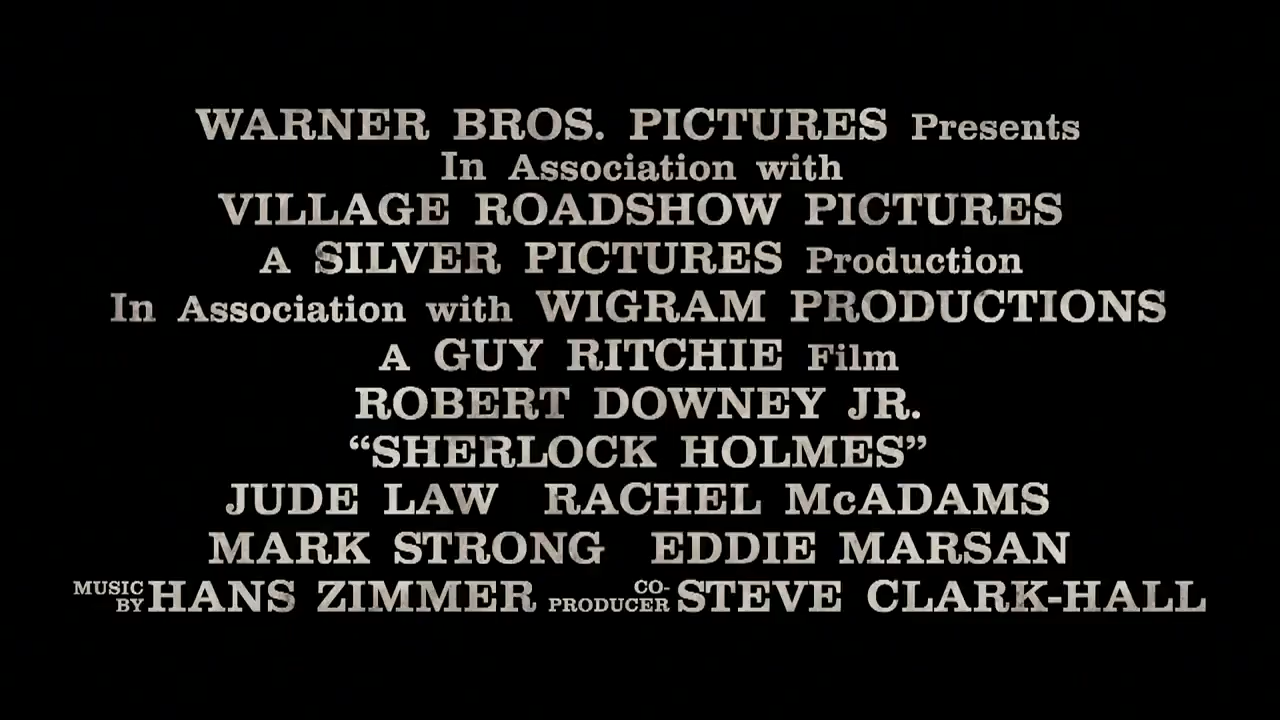 WARNER BROS. PICTURES Presents
In Association with
VILLAGE ROADSHOW PICTURES
A SILVER PICTURES Production
In Association with WIGRAM PRODUCTIONS
A GUY RITCHIE Film
ROBERT DOWNEY JR.
“SHERLOCK HOLMES”
JUDE LAW RACHEL McADAMS
MARK STRONG EDDIE MARSAN
MUSIC BY HANS ZIMMER CO-PRODUCER STEVE CLARK-HALL